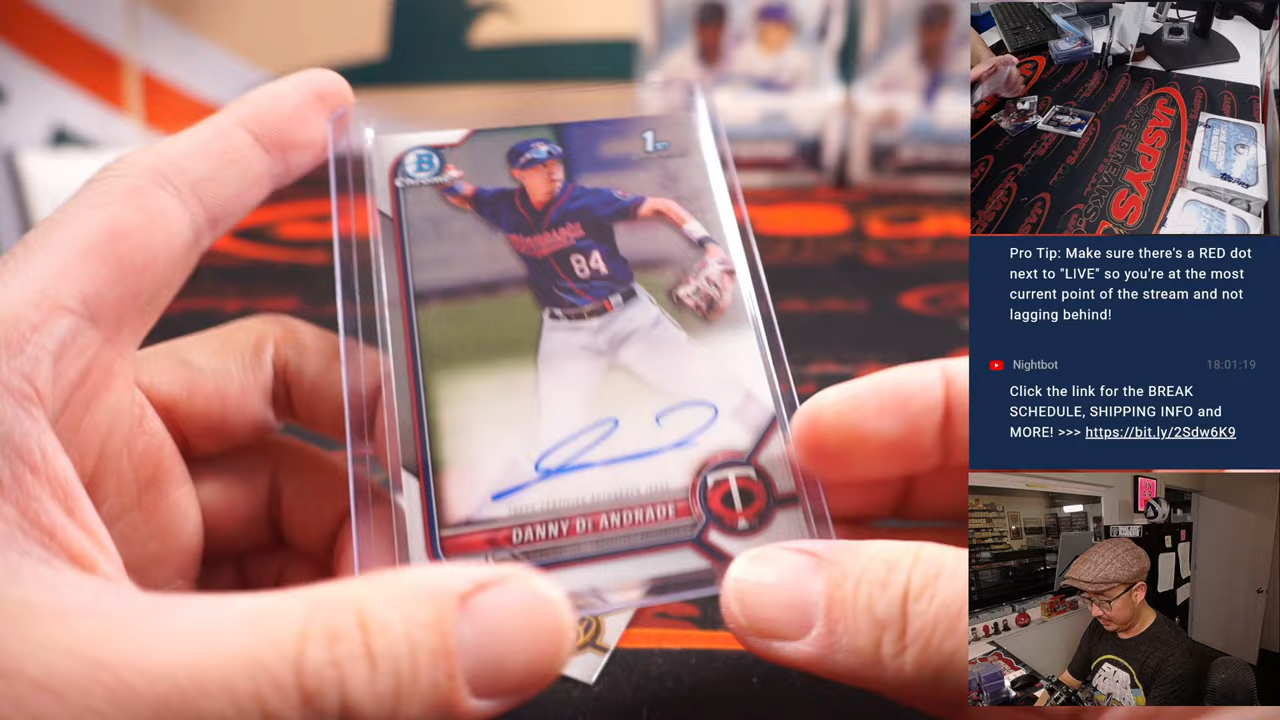 B
BOWMAN
1st
84
DANNY De ANDRADE
JASPYS
CASEBREAKS
Pro Tip: Make sure there's a RED dot
next to "LIVE" so you're at the most
current point of the stream and not
lagging behind!
Nightbot
18:01:19
Click the link for the BREAK
SCHEDULE, SHIPPING INFO and
MORE! >>> https://bit.ly/2Sdw6K9